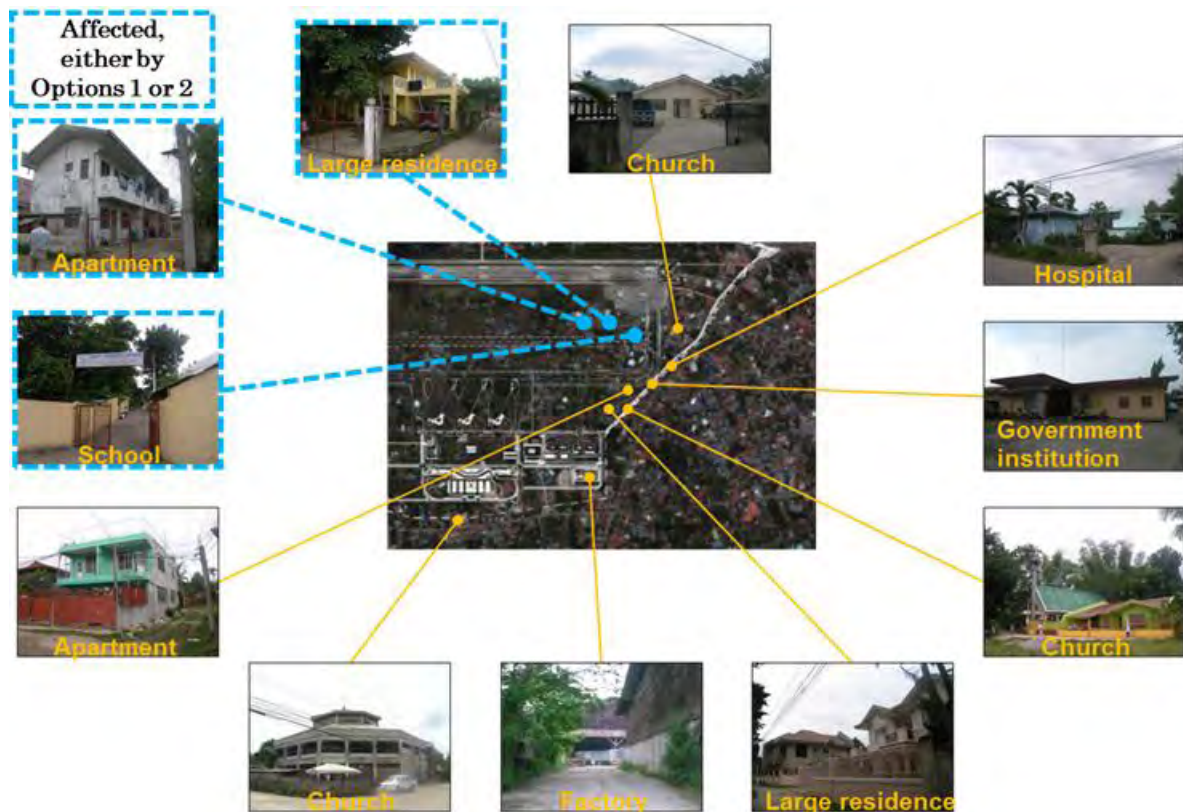 Affected,
either by
Options 1 or 2
Large residence
Church
Apartment
Hospital
School
Government
institution
Apartment
Church
Church
Factory
Large residence